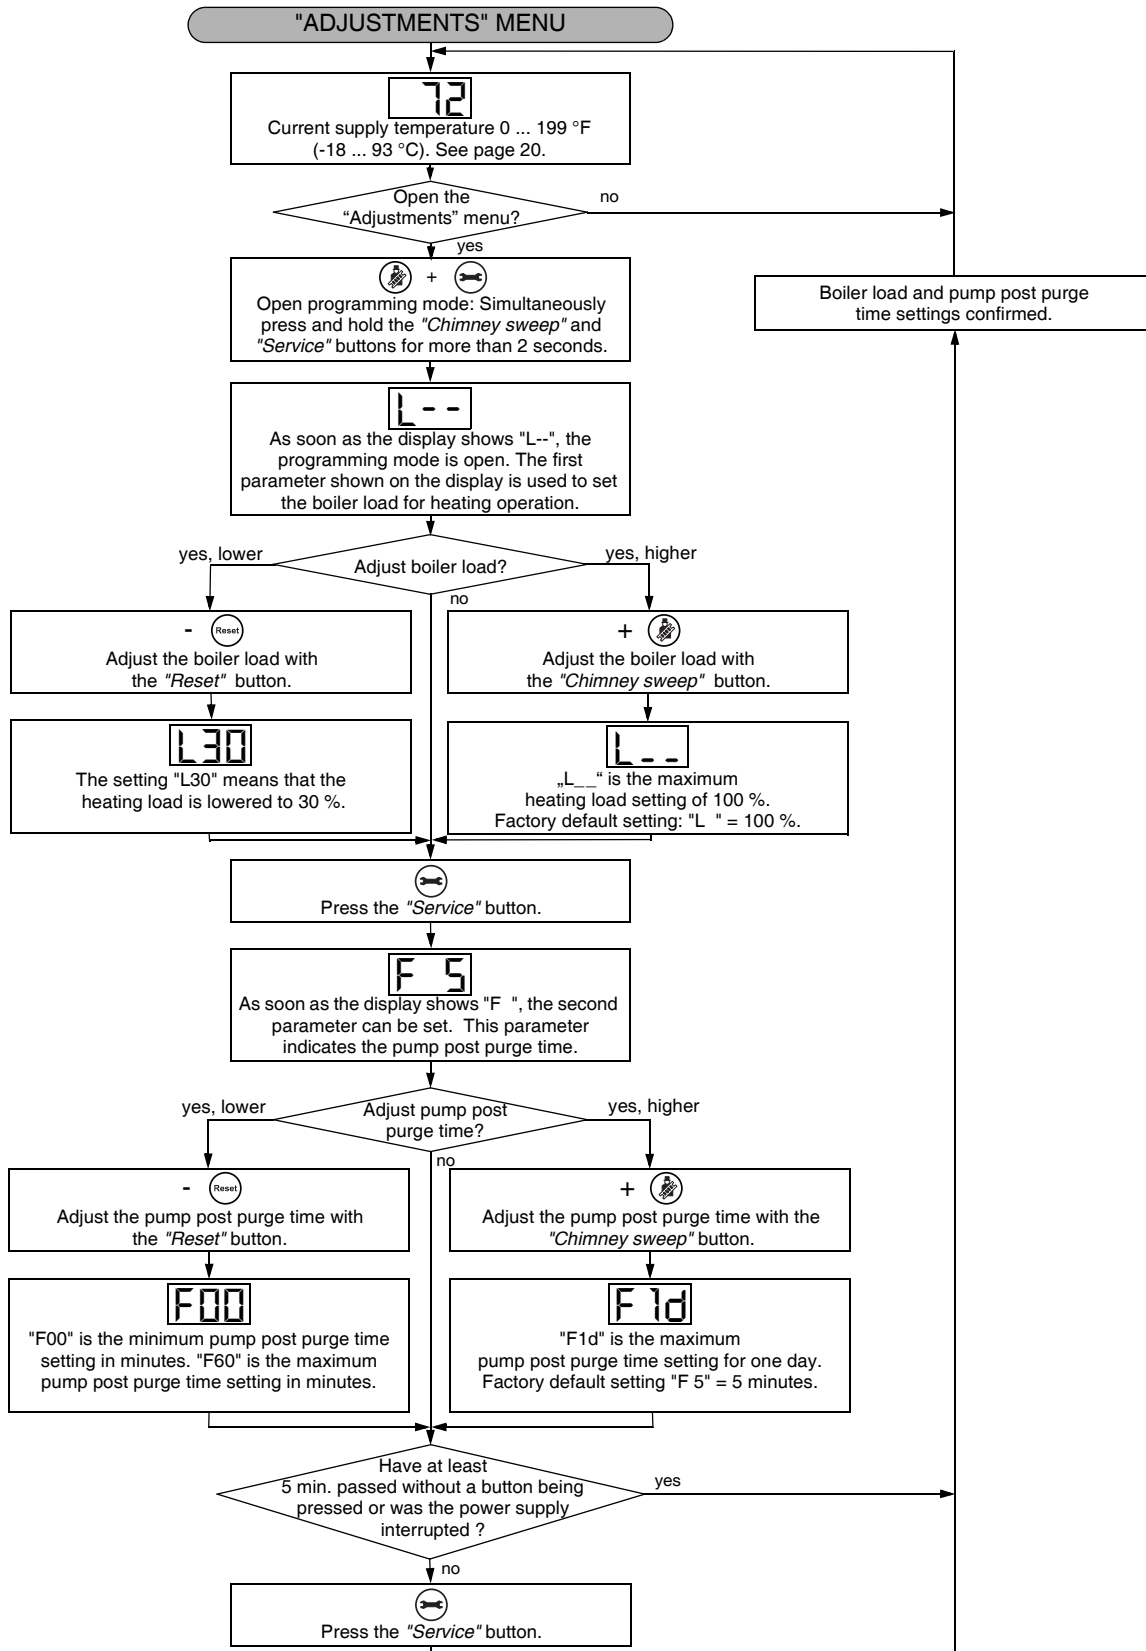 "ADJUSTMENTS" MENU
72
Current supply temperature 0 ... 199 °F
(-18 ... 93 °C). See page 20.
Open the
“Adjustments” menu?
no
yes
+
Open programming mode: Simultaneously
press and hold the "Chimney sweep" and
"Service" buttons for more than 2 seconds.
Boiler load and pump post purge
time settings confirmed.
L--
As soon as the display shows "L--", the
programming mode is open. The first
parameter shown on the display is used to set
the boiler load for heating operation.
yes, lower
Adjust boiler load?
yes, higher
no
- Reset
Adjust the boiler load with
the "Reset" button.
+
Adjust the boiler load with
the "Chimney sweep" button.
L30
The setting "L30" means that the
heating load is lowered to 30 %.
L__
„L__“ is the maximum
heating load setting of 100 %.
Factory default setting: "L  " = 100 %.
Press the "Service" button.
F 5
As soon as the display shows "F  ", the second
parameter can be set.  This parameter
indicates the pump post purge time.
yes, lower
Adjust pump post
purge time?
yes, higher
no
- Reset
Adjust the pump post purge time with
the "Reset" button.
+
Adjust the pump post purge time with the
"Chimney sweep" button.
F00
"F00" is the minimum pump post purge time
setting in minutes. "F60" is the maximum
pump post purge time setting in minutes.
F1d
"F1d" is the maximum
pump post purge time setting for one day.
Factory default setting "F 5" = 5 minutes.
Have at least
5 min. passed without a button being
pressed or was the power supply
interrupted ?
yes
no
Press the "Service" button.